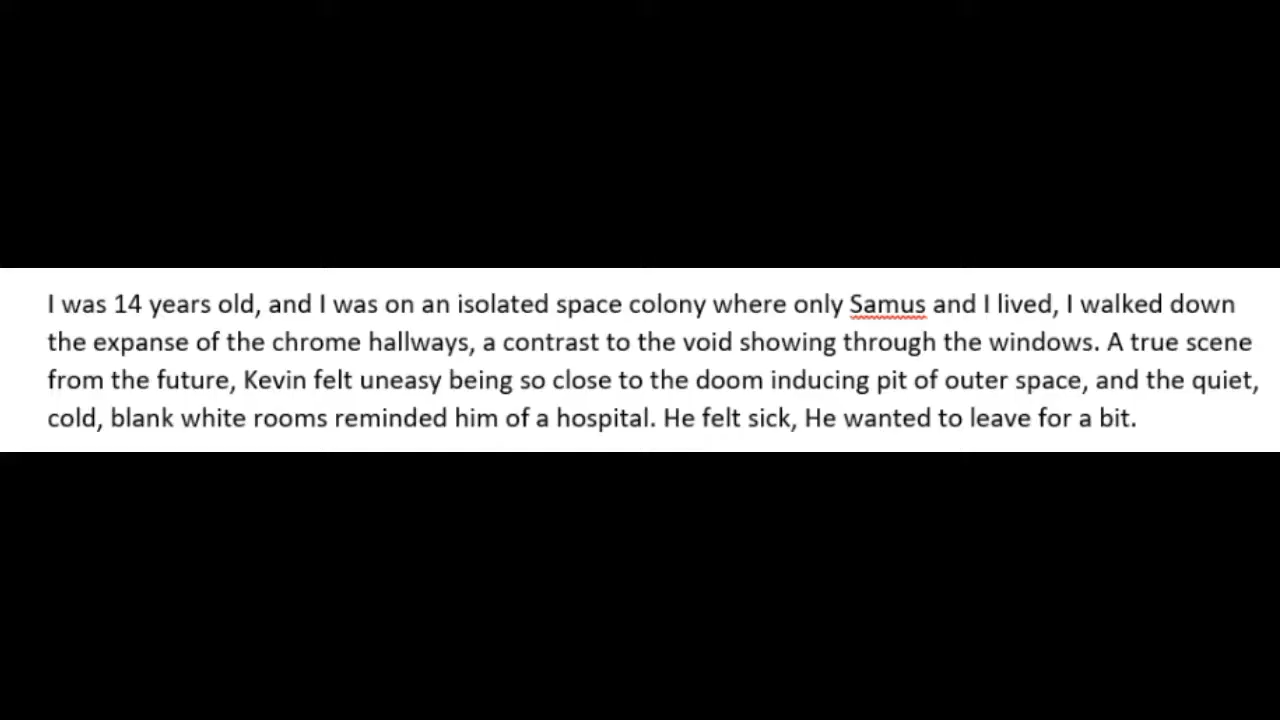 I was 14 years old, and I was on an isolated space colony where only Samus and I lived, I walked down
the expanse of the chrome hallways, a contrast to the void showing through the windows. A true scene
from the future, Kevin felt uneasy being so close to the doom inducing pit of outer space, and the quiet,
cold, blank white rooms reminded him of a hospital. He felt sick, He wanted to leave for a bit.